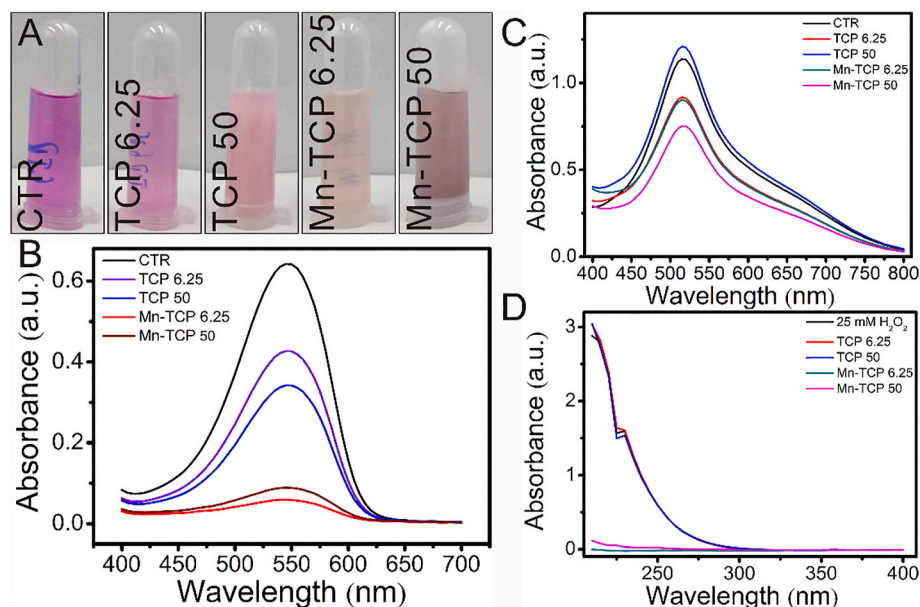 A
CTR
TCP 6.25
TCP 50
Mn-TCP 6.25
Mn-TCP 50
B
Absorbance (a.u.)
0.6
0.4
0.2
0.0
CTR
TCP 6.25
TCP 50
Mn-TCP 6.25
Mn-TCP 50
400 450 500 550 600 650 700
Wavelength (nm)
C
Absorbance (a.u.)
1.0
0.5
0.0
CTR
TCP 6.25
TCP 50
Mn-TCP 6.25
Mn-TCP 50
400 450 500 550 600 650 700 750 800
Wavelength (nm)
D
Absorbance (a.u.)
3
2
1
0
25 mM H₂O₂
TCP 6.25
TCP 50
Mn-TCP 6.25
Mn-TCP 50
250 300 350 400
Wavelength (nm)